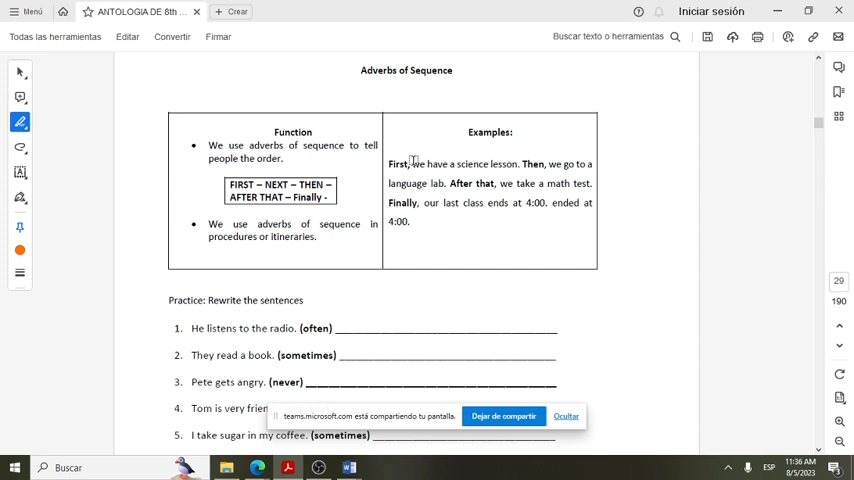 Menú
ANTOLOGIA DE 8th ...
Crear
Iniciar sesión
Todas las herramientas
Editar
Convertir
Firmar
Buscar texto o herramientas
Adverbs of Sequence
Function
We use adverbs of sequence to tell
people the order.
FIRST – NEXT – THEN –
AFTER THAT – Finally -
We use adverbs of sequence in
procedures or itineraries.
Examples:
First, we have a science lesson. Then, we go to a
language lab. After that, we take a math test.
Finally, our last class ends at 4:00. ended at
4:00.
Practice: Rewrite the sentences
1. He listens to the radio. (often)
2. They read a book. (sometimes)
3. Pete gets angry. (never)
4. Tom is very frien
5. I take sugar in my coffee. (sometimes)
teams.microsoft.com está compartiendo tu pantalla.
Dejar de compartir
Ocultar
29
190
Buscar
ESP
11:36 AM
8/5/2023
3